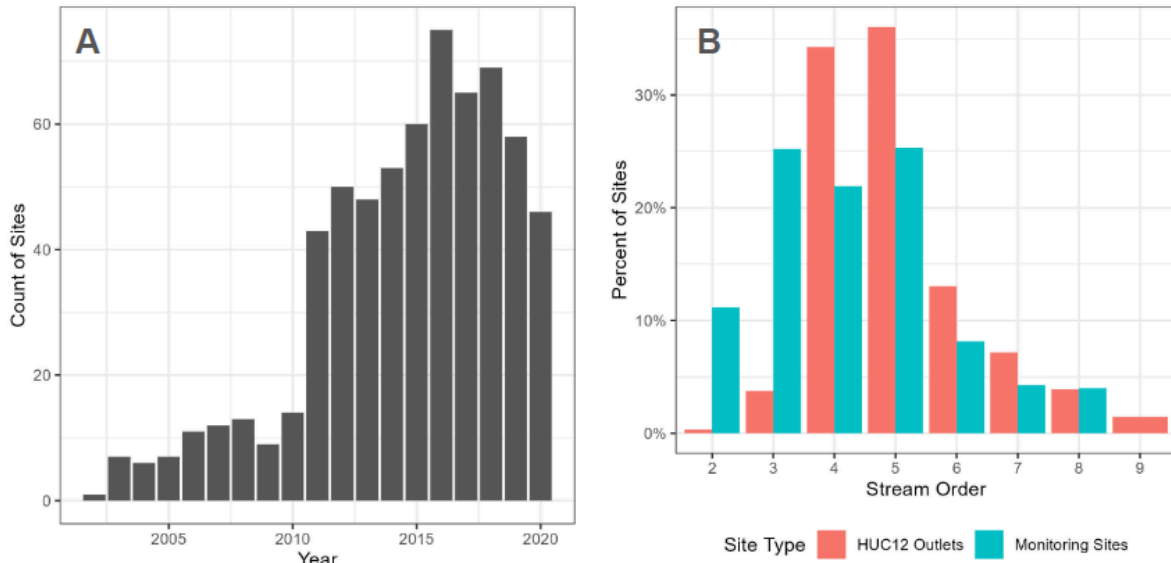 A
Count of Sites
60
40
20
0
2005 2010 2015 2020
Year
B
Percent of Sites
30%
20%
10%
0%
2 3 4 5 6 7 8 9
Stream Order
Site Type HUC12 Outlets Monitoring Sites